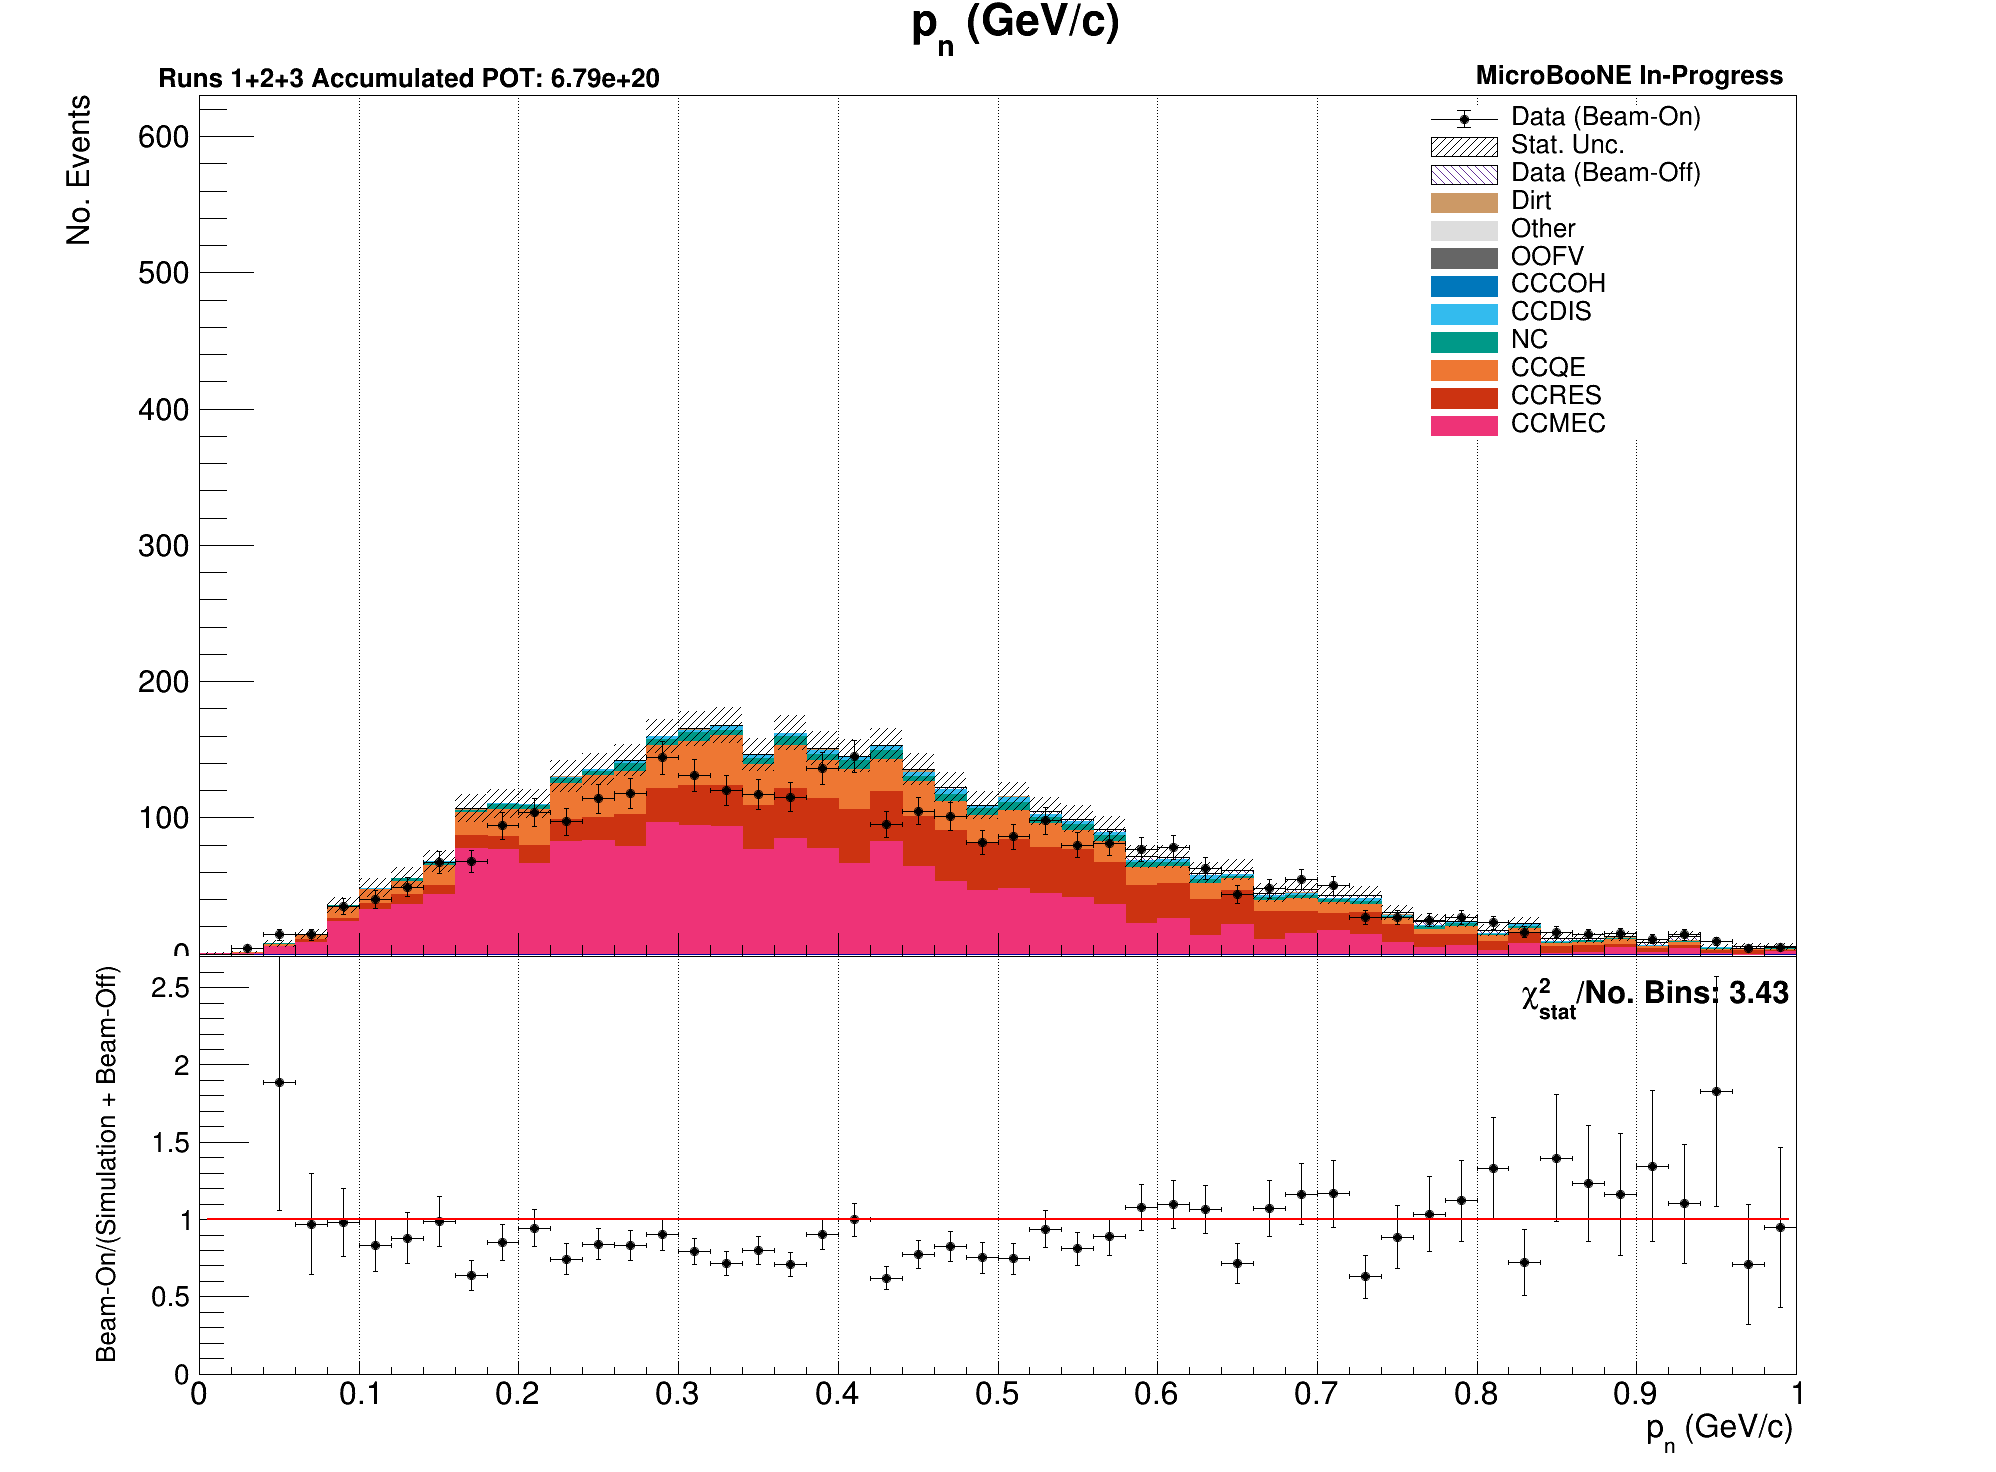 pn (GeV/c)
Runs 1+2+3 Accumulated POT: 6.79e+20
MicroBooNE In-Progress
No. Events
600
500
400
300
200
100
0
Data (Beam-On)
Stat. Unc.
Data (Beam-Off)
Dirt
Other
OOFV
CCCOH
CCDIS
NC
CCQE
CCRES
CCMEC
Beam-On/(Simulation + Beam-Off)
2.5
2
1.5
1
0.5
0
χ²stat/No. Bins: 3.43
0 0.1 0.2 0.3 0.4 0.5 0.6 0.7 0.8 0.9 1
pn (GeV/c)